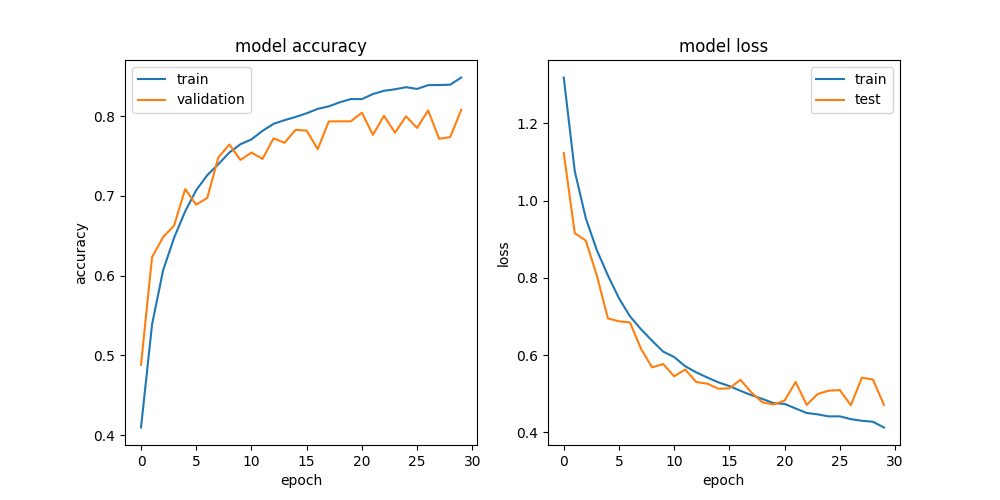 model accuracy
train
validation
0.8
0.7
0.6
0.5
0.4
accuracy
0 5 10 15 20 25 30
epoch
model loss
train
test
1.2
1.0
0.8
0.6
0.4
loss
0 5 10 15 20 25 30
epoch